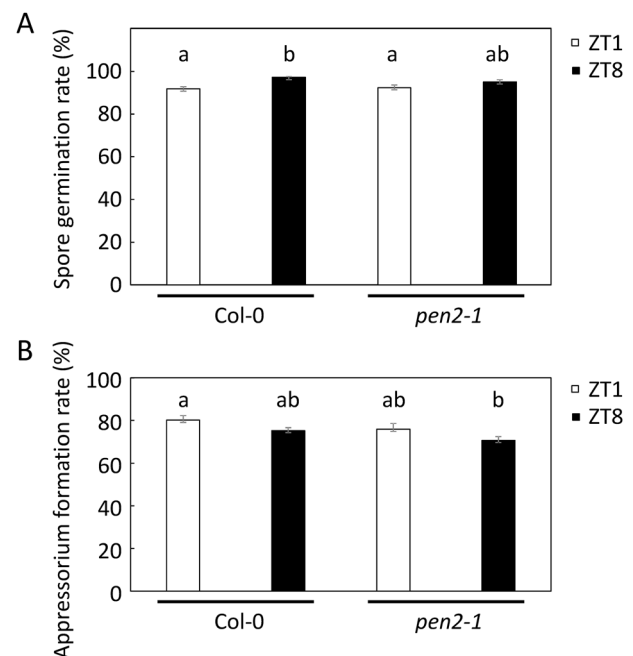 A
Spore germination rate (%)
100
80
60
40
20
0
a
b
a
ab
ZT1
ZT8
Col-0
pen2-1
B
Appressorium formation rate (%)
100
80
60
40
20
0
a
ab
ab
b
ZT1
ZT8
Col-0
pen2-1